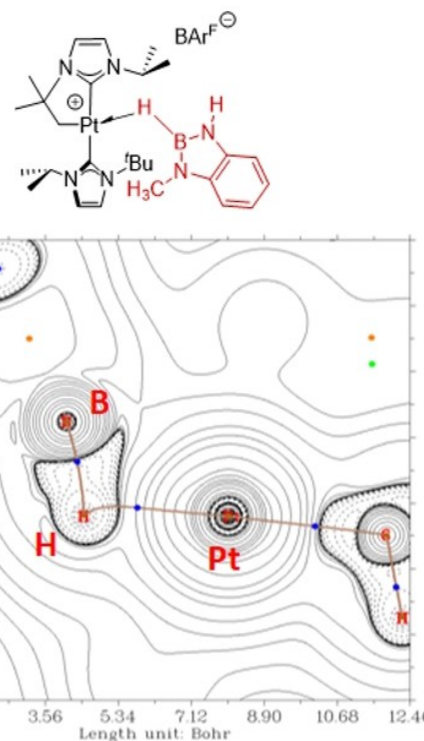 BArF⊖
N N
⊕ H H
Pt B N
N N tBu N
H3C
B
H
H
Pt
C
H
3.56 5.34 7.12 8.90 10.68 12.46
Length unit: Bohr